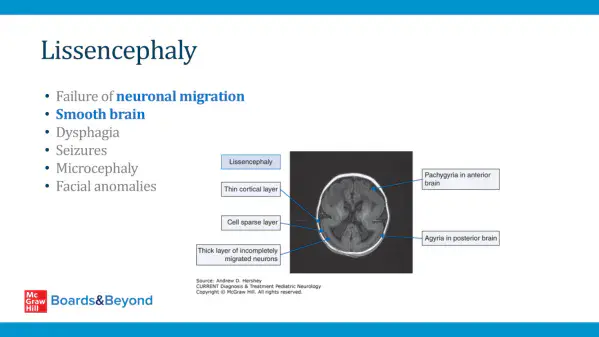 Lissencephaly
• Failure of neuronal migration
• Smooth brain
• Dysphagia
• Seizures
• Microcephaly
• Facial anomalies
Lissencephaly
Thin cortical layer
Cell sparse layer
Thick layer of incompletely
migrated neurons
Pachygyria in anterior
brain
Agyria in posterior brain
Source: Andrew D. Hershey
CURRENT Diagnosis & Treatment Pediatric Neurology
Copyright © McGraw Hill. All rights reserved.
Mc
Graw
Hill
Boards&Beyond